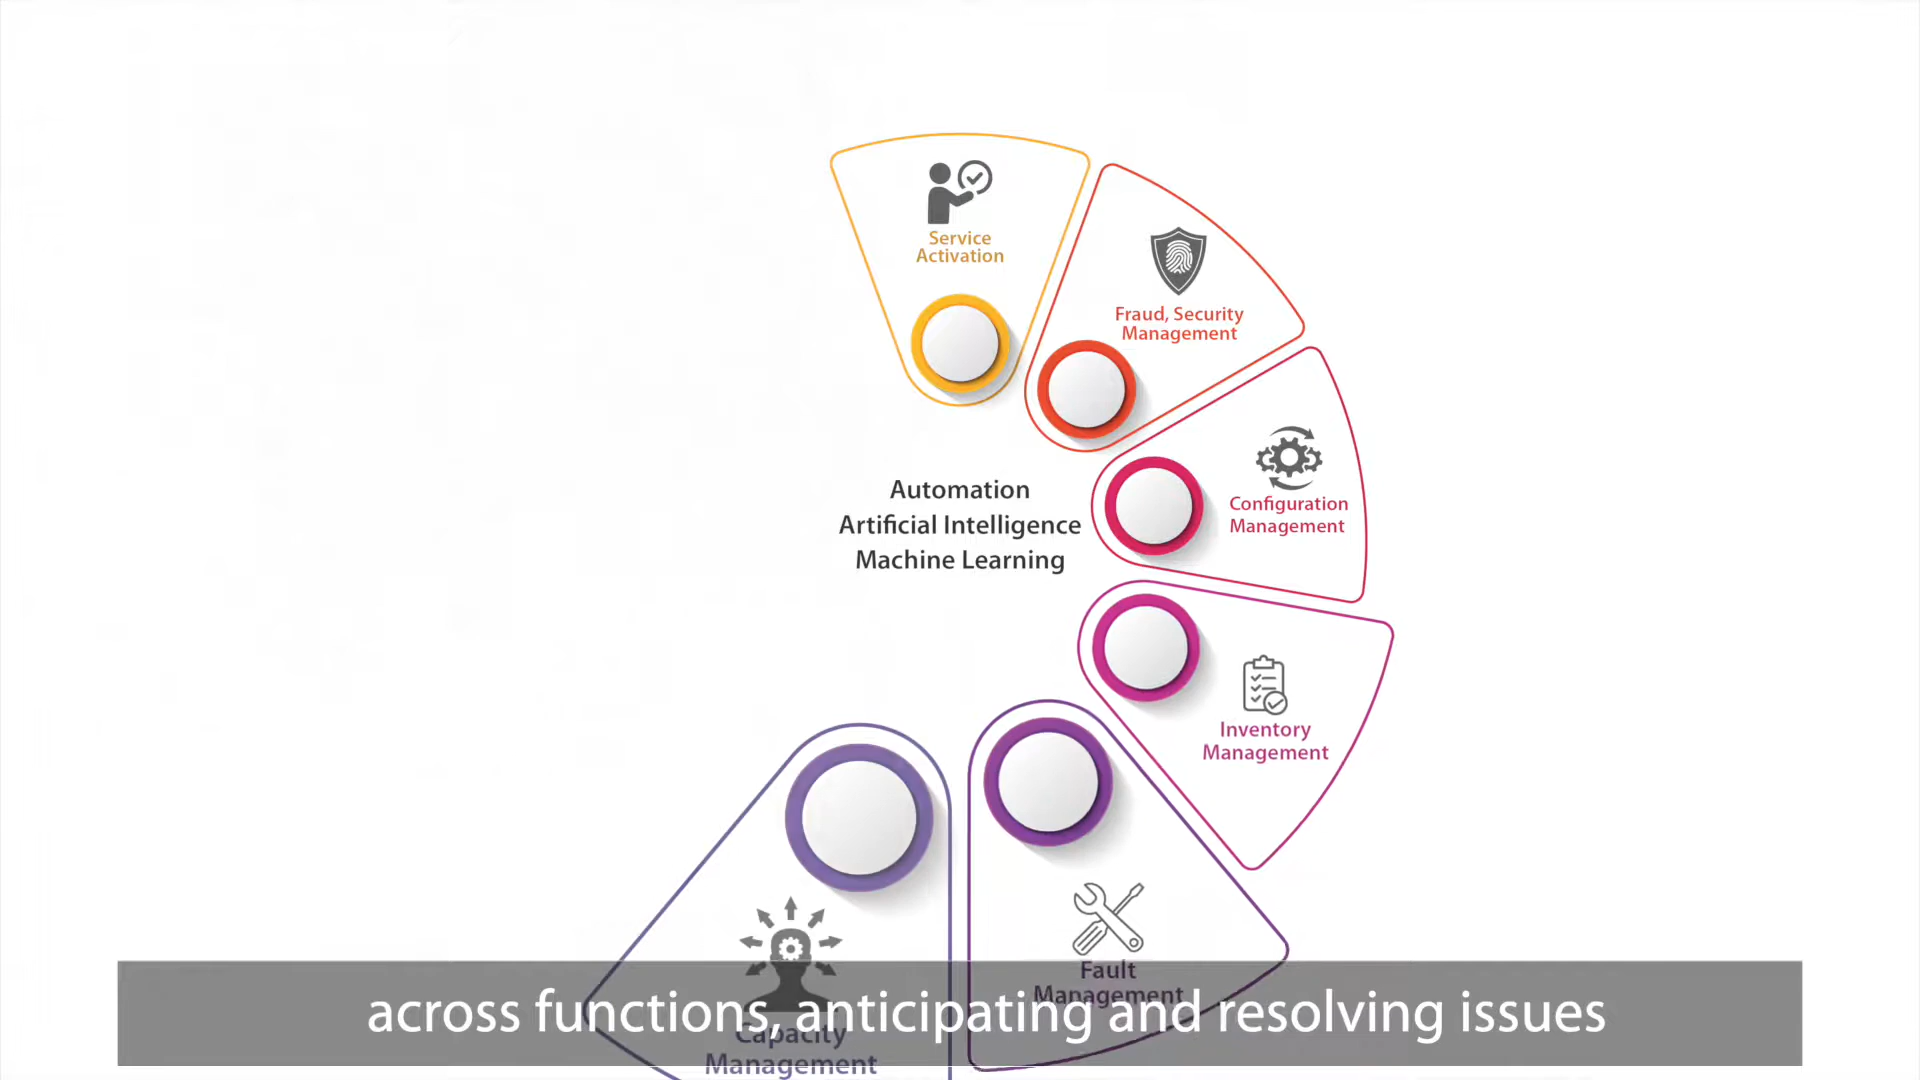 Service
Activation
Fraud, Security
Management
Configuration
Management
Automation
Artificial Intelligence
Machine Learning
Inventory
Management
Fault
Management
Capacity
Management
across functions, anticipating and resolving issues